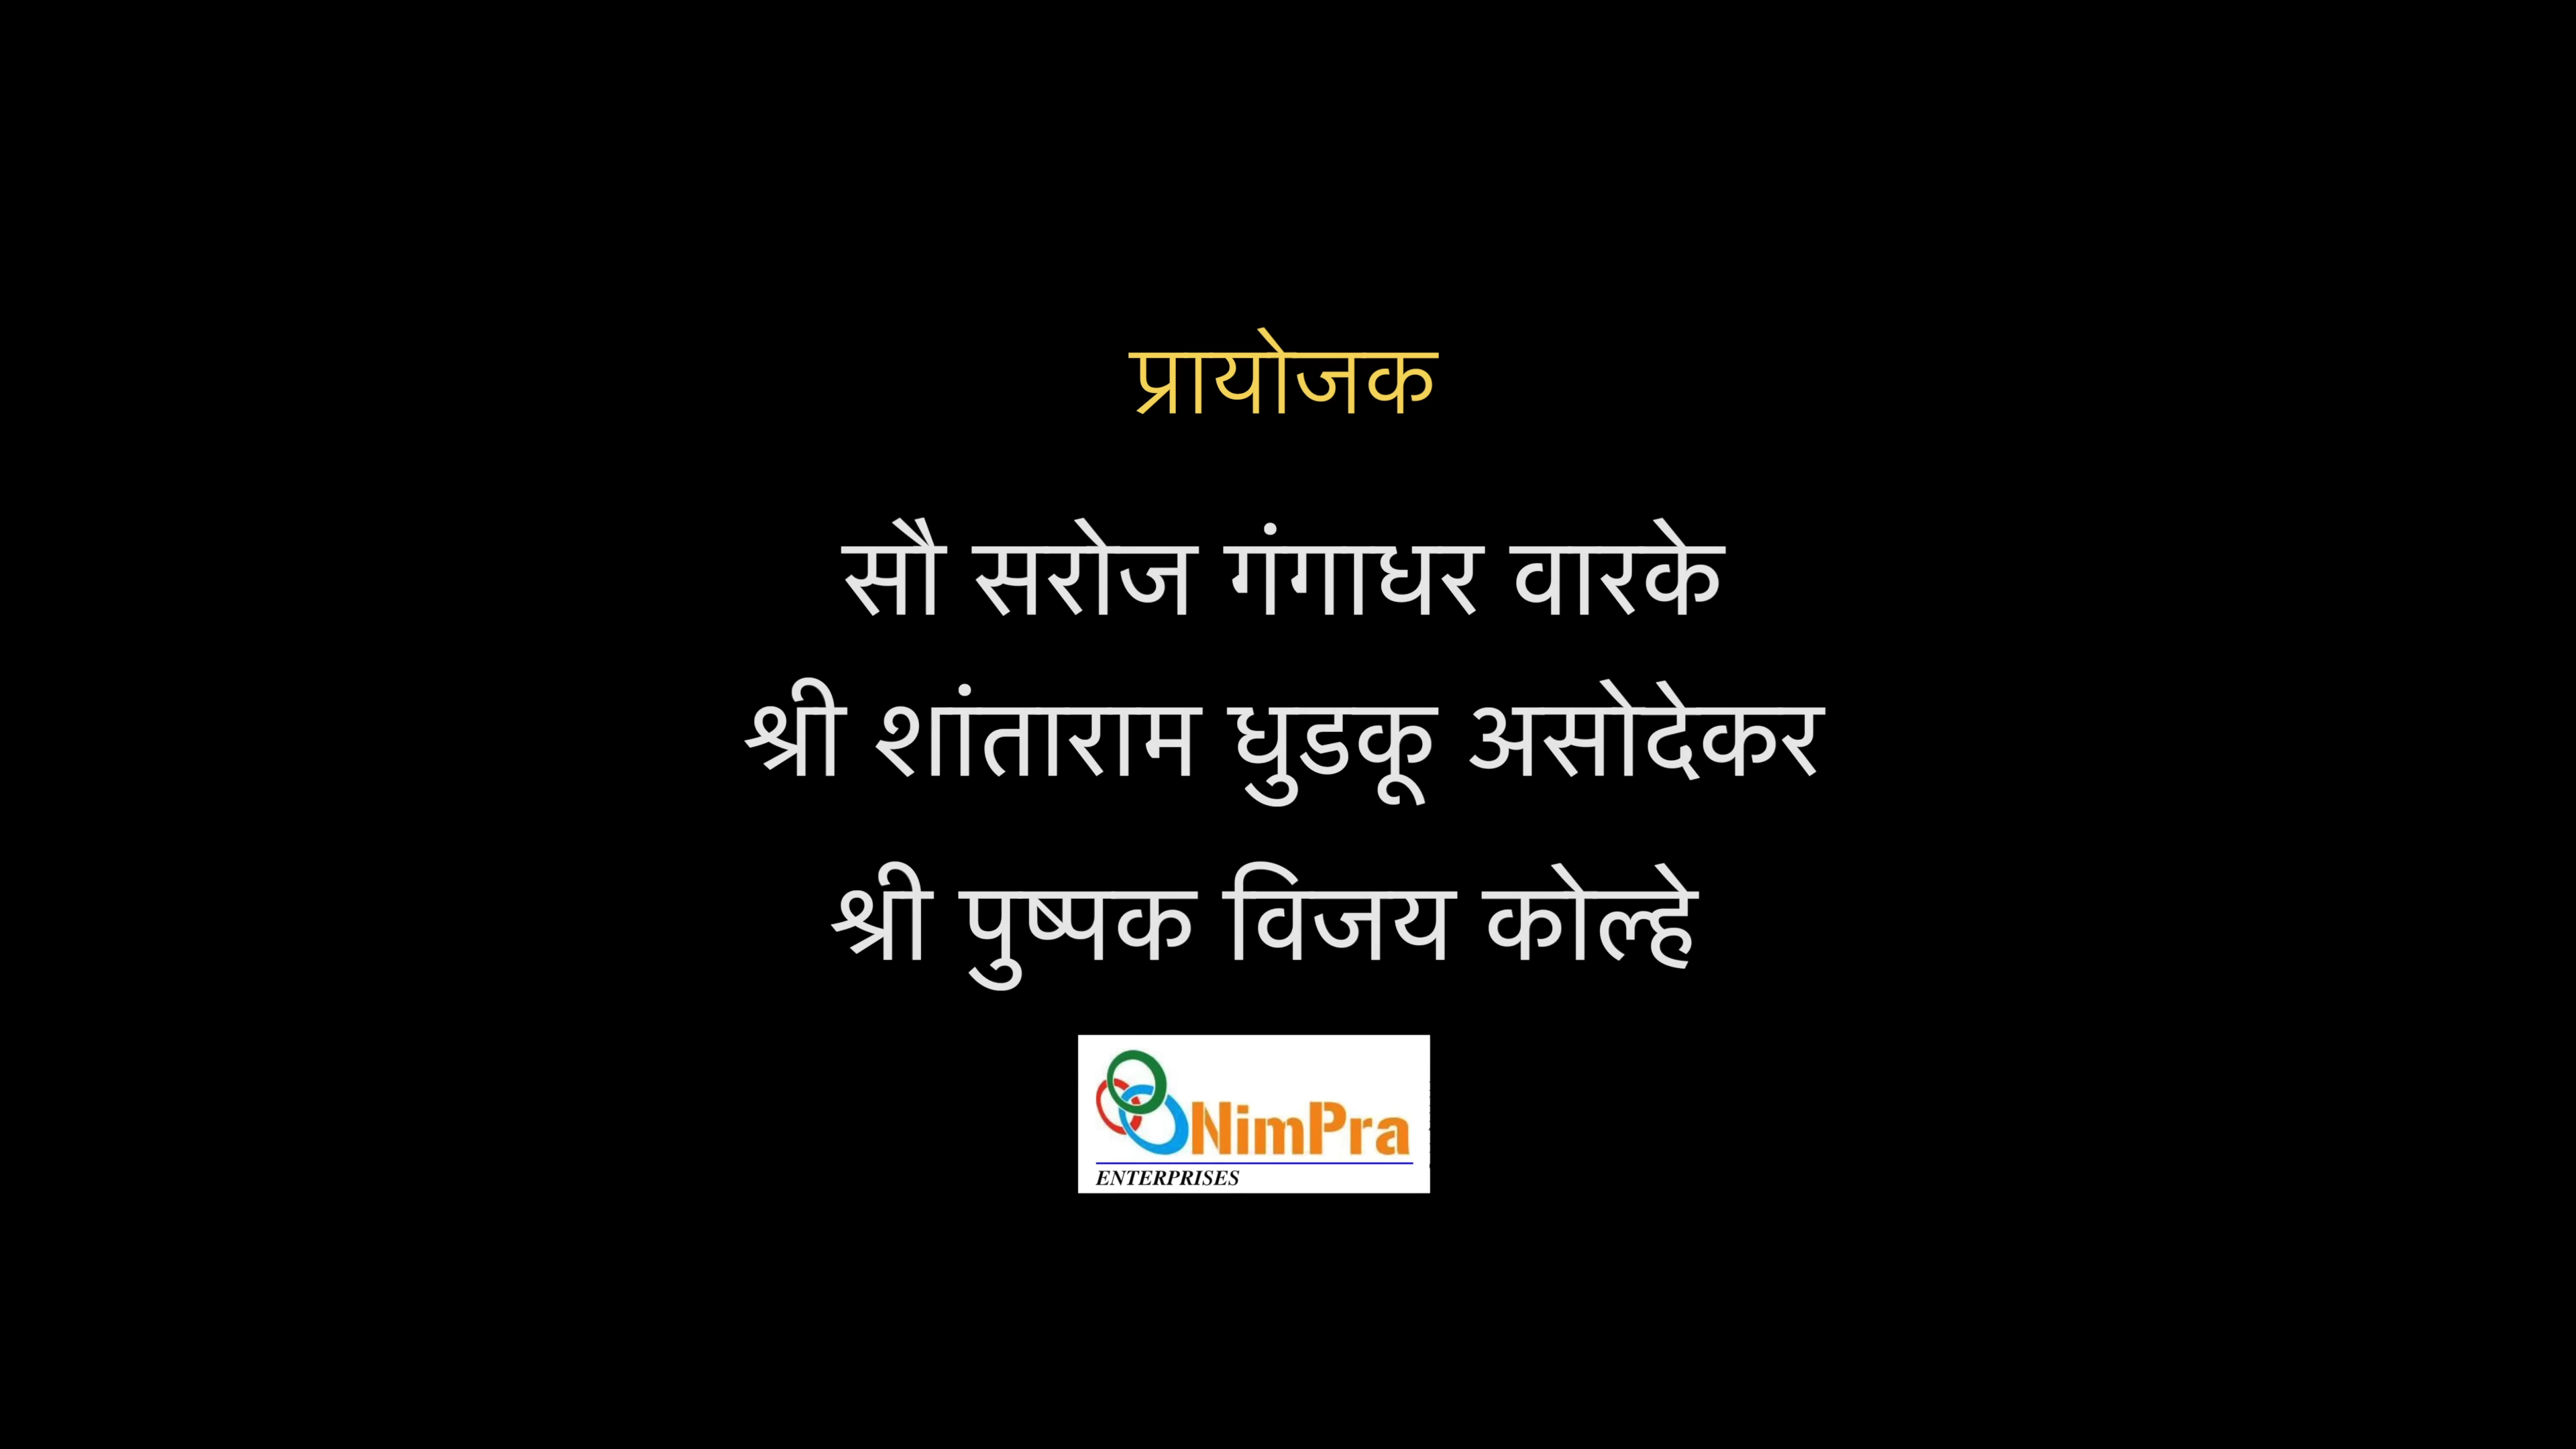 प्रायोजक
सौ सरोज गंगाधर वारके
श्री शांताराम धुडकू असोदेकर
श्री पुष्पक विजय कोल्हे
NimPra
ENTERPRISES